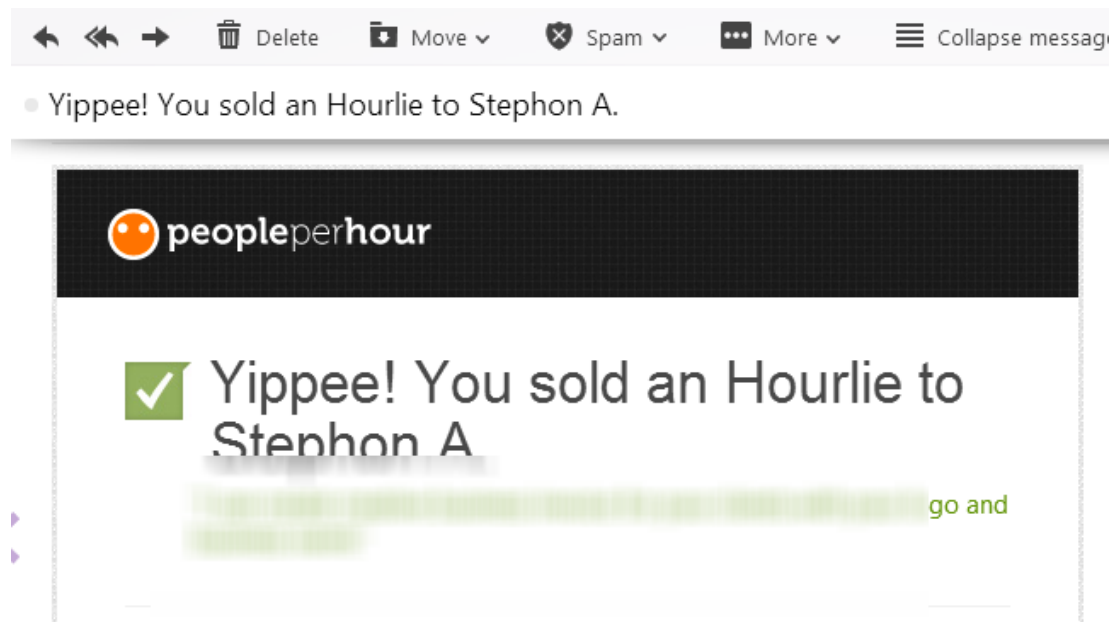 Delete Move Spam More Collapse messag
Yippee! You sold an Hourlie to Stephon A.
peopleperhour
Yippee! You sold an Hourlie to
Stephon A.
go and